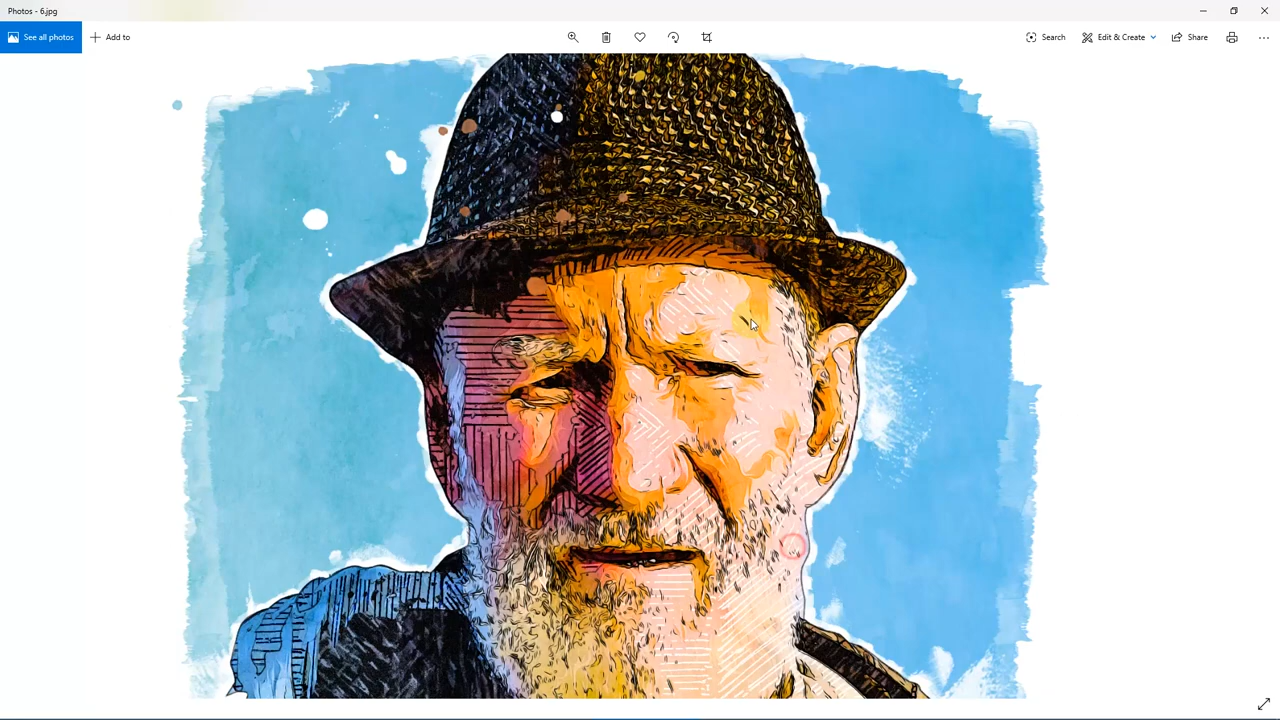 Photos - 6.jpg
See all photos
Add to
Search
Edit & Create
Share